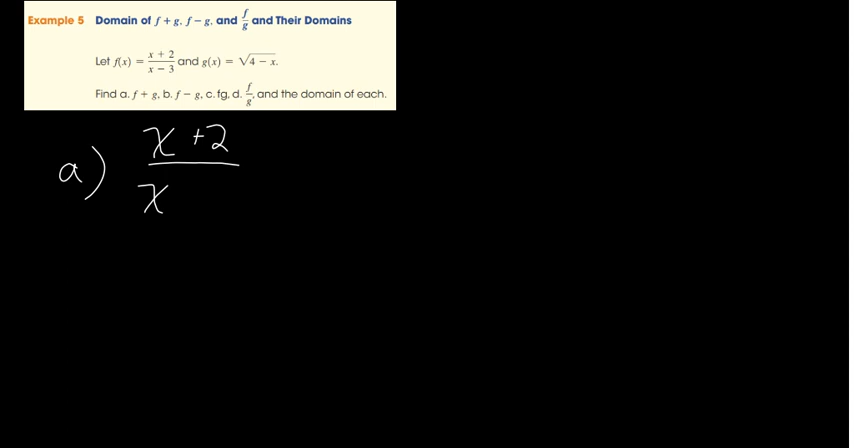 Example 5 Domain of f + g, f − g, and f/g and Their Domains
Let f(x) = (x + 2)/(x − 3) and g(x) = √(4 − x).
Find a. f + g, b. f − g, c. fg, d. f/g, and the domain of each.
a) x + 2
x